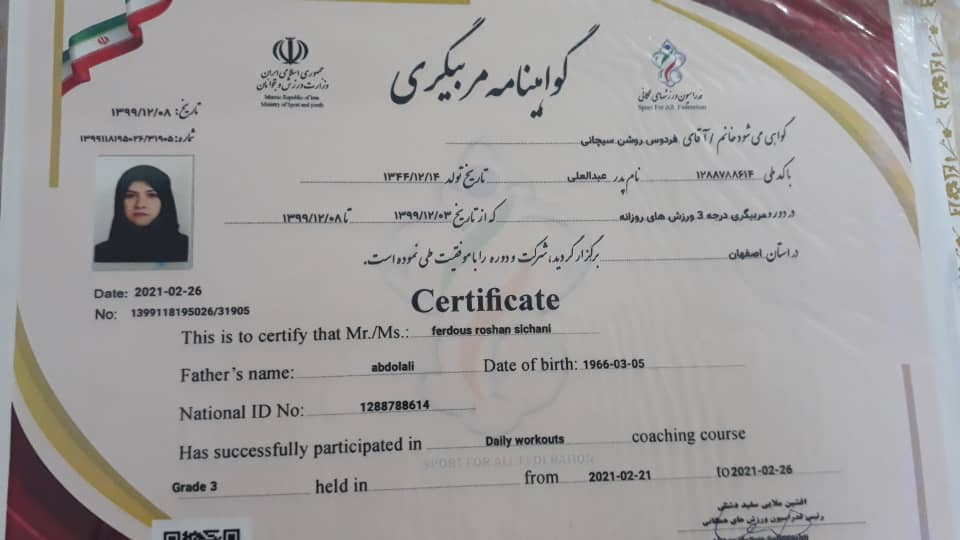 گواهینامه مربیگری
جمهوری اسلامی ایران
وزارت ورزش و جوانان
Islamic Republic of Iran
Ministry of Sport and youth
فدراسیون ورزشهای همگانی
Sport For All Federation
تاریخ: ۱۳۹۹/۱۲/۰۸
شماره: ۱۳۹۹۱۱۸۱۹۵۰۲۶/۳۱۹۰۵
گواهی می شود خانم / آقای فردوس روشن سیچانی
با کد ملی ۱۲۸۸۷۸۸۶۱۴ نام پدر عبدالعلی تاریخ تولد ۱۳۴۴/۱۲/۱۴
در دوره مربیگری درجه 3 ورزش های روزانه که از تاریخ ۱۳۹۹/۱۲/۰۳ تا ۱۳۹۹/۱۲/۰۸
در استان اصفهان برگزار گردید، شرکت و دوره را با موفقیت طی نموده است.
Certificate
Date: 2021-02-26
No: 1399118195026/31905
This is to certify that Mr./Ms.: ferdous roshan sichani
Father's name: abdolali Date of birth: 1966-03-05
National ID No: 1288788614
Has successfully participated in Daily workouts coaching course
SPORT FOR ALL FEDERATION
Grade 3 held in from 2021-02-21 to 2021-02-26
افشین ملایی سفید دشتی
رئیس فدراسیون ورزش های همگانی